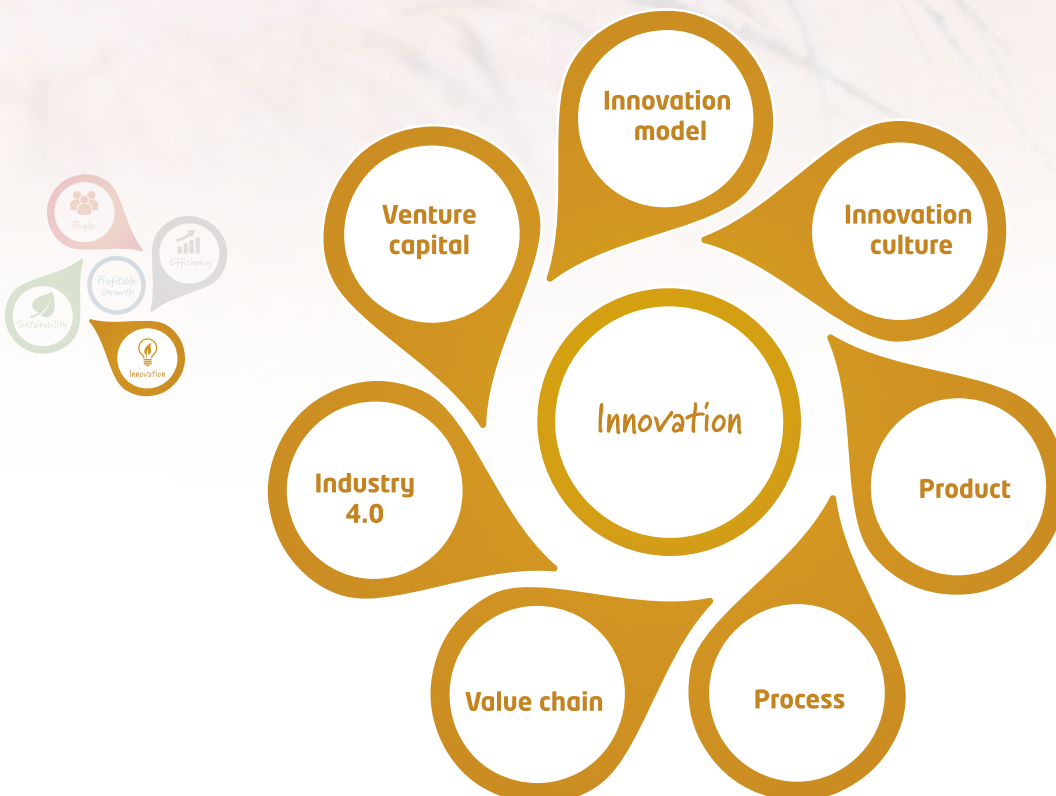 Innovation
model
Venture
capital
Innovation
culture
People
Efficiency
Profitable
Growth
Sustainability
Innovation
Innovation
Industry
4.0
Product
Value chain
Process